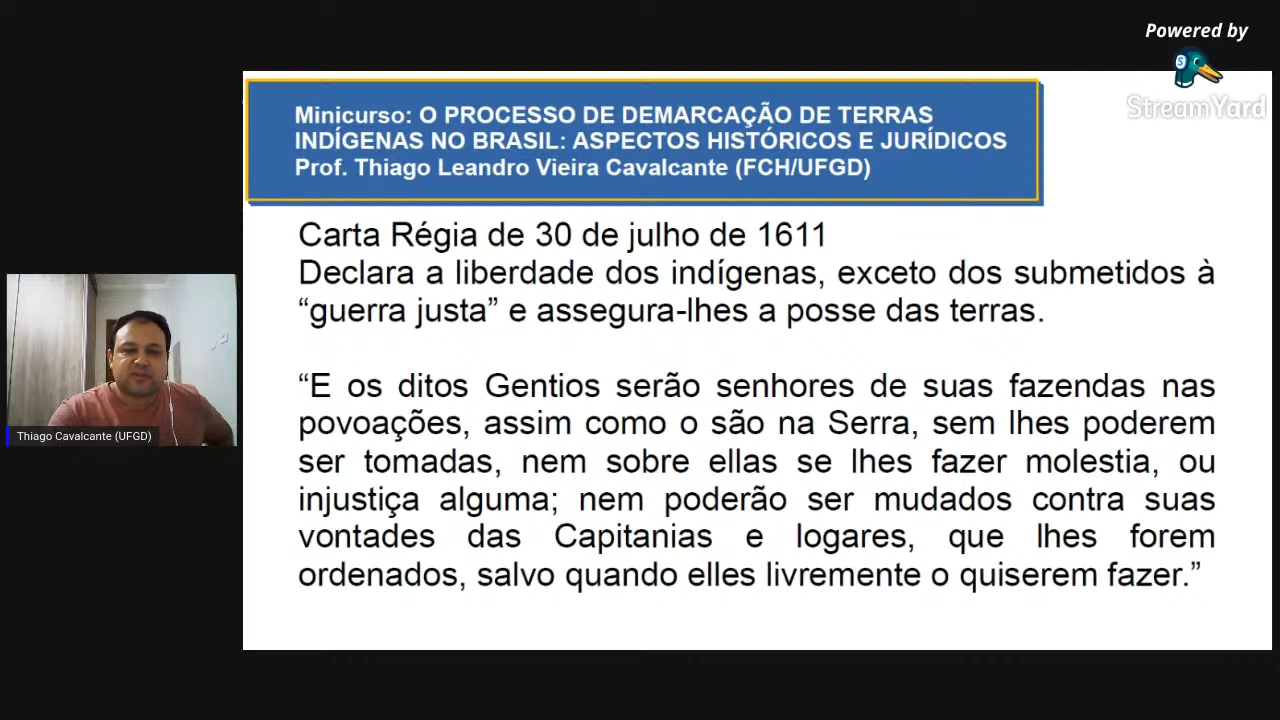 Powered by
StreamYard
Minicurso: O PROCESSO DE DEMARCAÇÃO DE TERRAS
INDÍGENAS NO BRASIL: ASPECTOS HISTÓRICOS E JURÍDICOS
Prof. Thiago Leandro Vieira Cavalcante (FCH/UFGD)
Carta Régia de 30 de julho de 1611
Declara a liberdade dos indígenas, exceto dos submetidos à
“guerra justa” e assegura-lhes a posse das terras.
“E os ditos Gentios serão senhores de suas fazendas nas
povoações, assim como o são na Serra, sem lhes poderem
ser tomadas, nem sobre ellas se lhes fazer molestia, ou
injustiça alguma; nem poderão ser mudados contra suas
vontades das Capitanias e logares, que lhes forem
ordenados, salvo quando elles livremente o quiserem fazer.”
Thiago Cavalcante (UFGD)